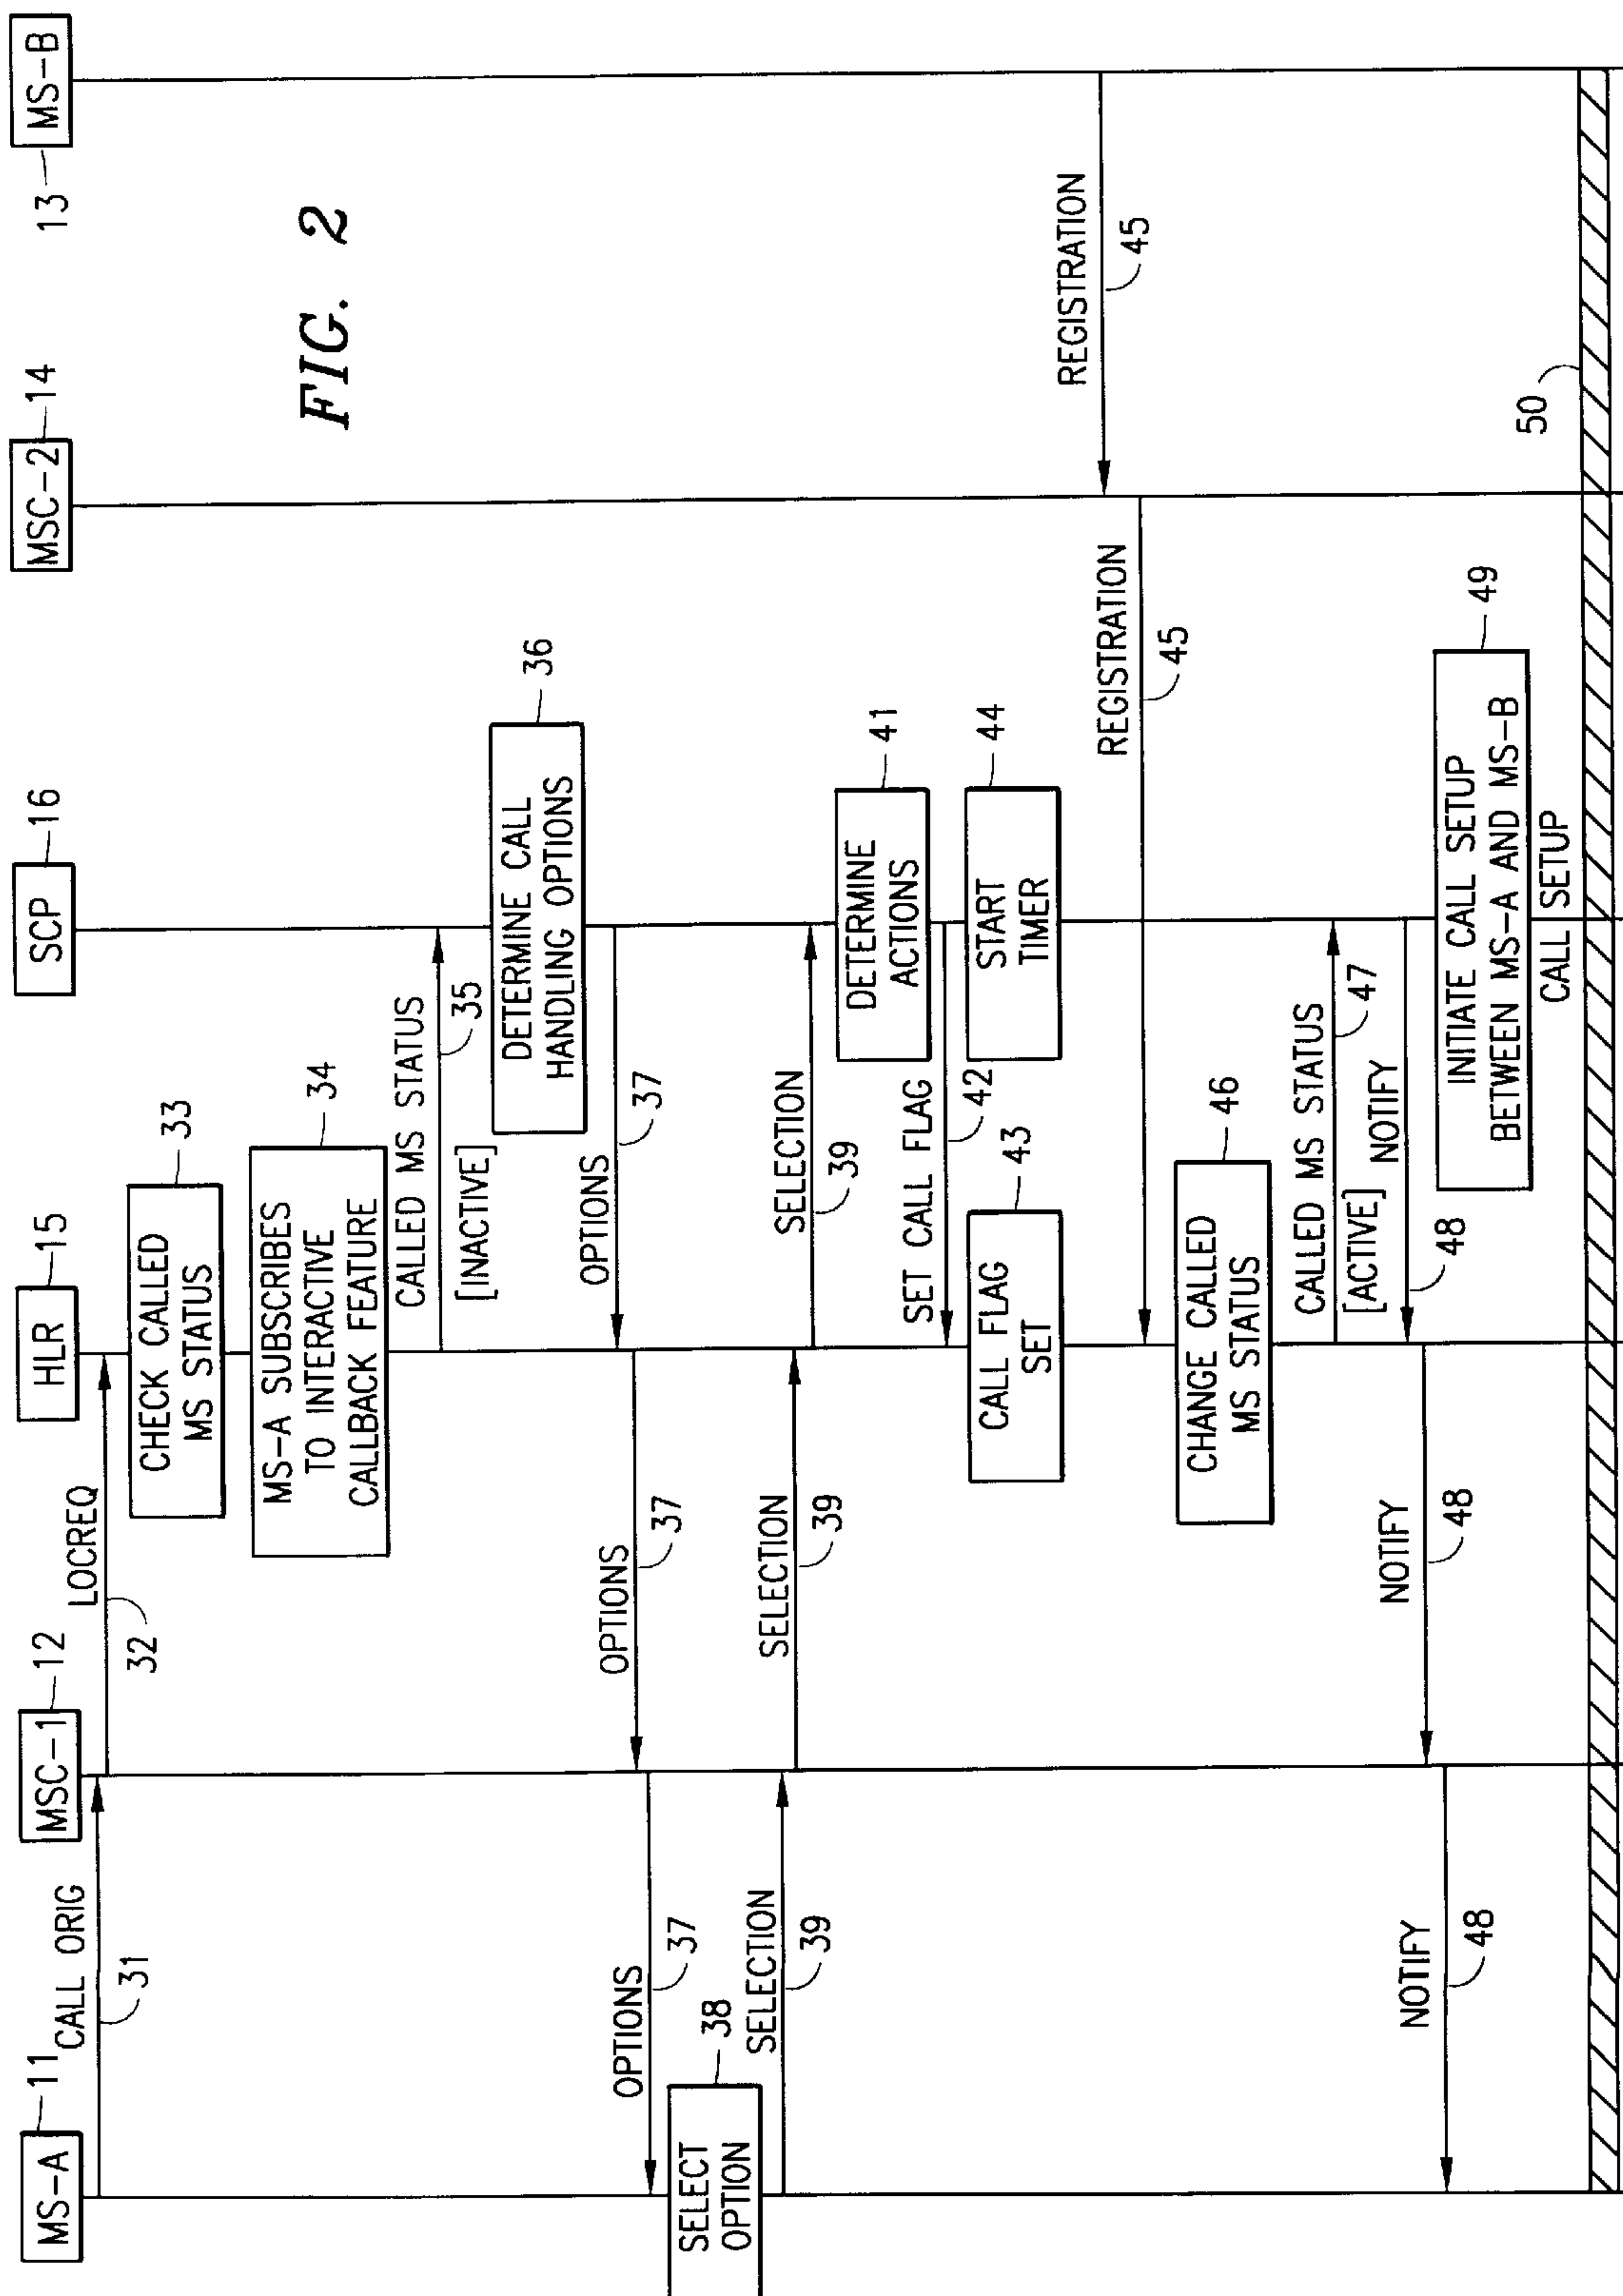 FIG. 2
MS-A
11
MSC-1
12
HLR
15
SCP
16
MSC-2
14
MS-B
13
CALL ORIG
31
LOCREQ
32
CHECK CALLED
MS STATUS
33
MS-A SUBSCRIBES
TO INTERACTIVE
CALLBACK FEATURE
34
CALLED MS STATUS
35
[INACTIVE]
DETERMINE CALL
HANDLING OPTIONS
36
OPTIONS
37
OPTIONS
37
OPTIONS
37
SELECT
OPTION
38
SELECTION
39
SELECTION
39
SELECTION
39
DETERMINE
ACTIONS
41
SET CALL FLAG
42
CALL FLAG
SET
43
START
TIMER
44
REGISTRATION
45
REGISTRATION
45
CHANGE CALLED
MS STATUS
46
CALLED MS STATUS
47
[ACTIVE]
NOTIFY
48
NOTIFY
48
NOTIFY
48
INITIATE CALL SETUP
BETWEEN MS-A AND MS-B
49
CALL SETUP
50